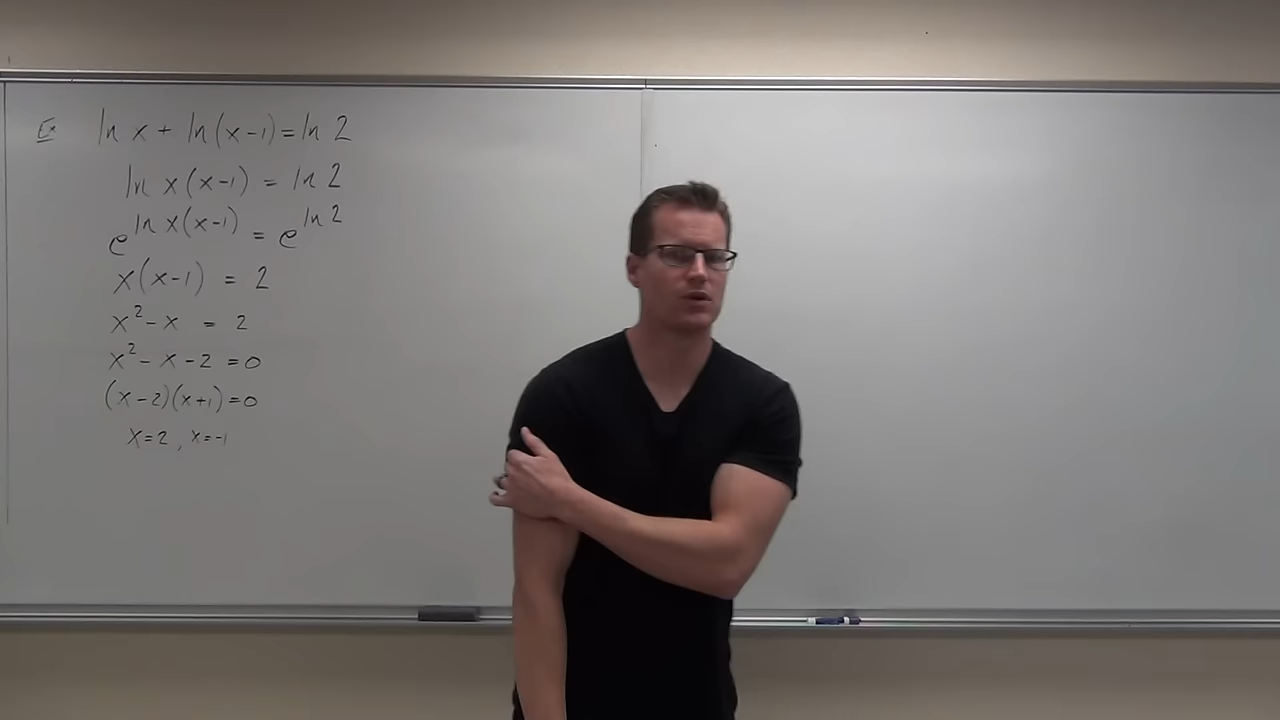 Ex ln x + ln(x-1) = ln 2
ln x(x-1) = ln 2
e^{ln x(x-1)} = e^{ln 2}
x(x-1) = 2
x² - x = 2
x² - x - 2 = 0
(x-2)(x+1) = 0
x=2, x=-1